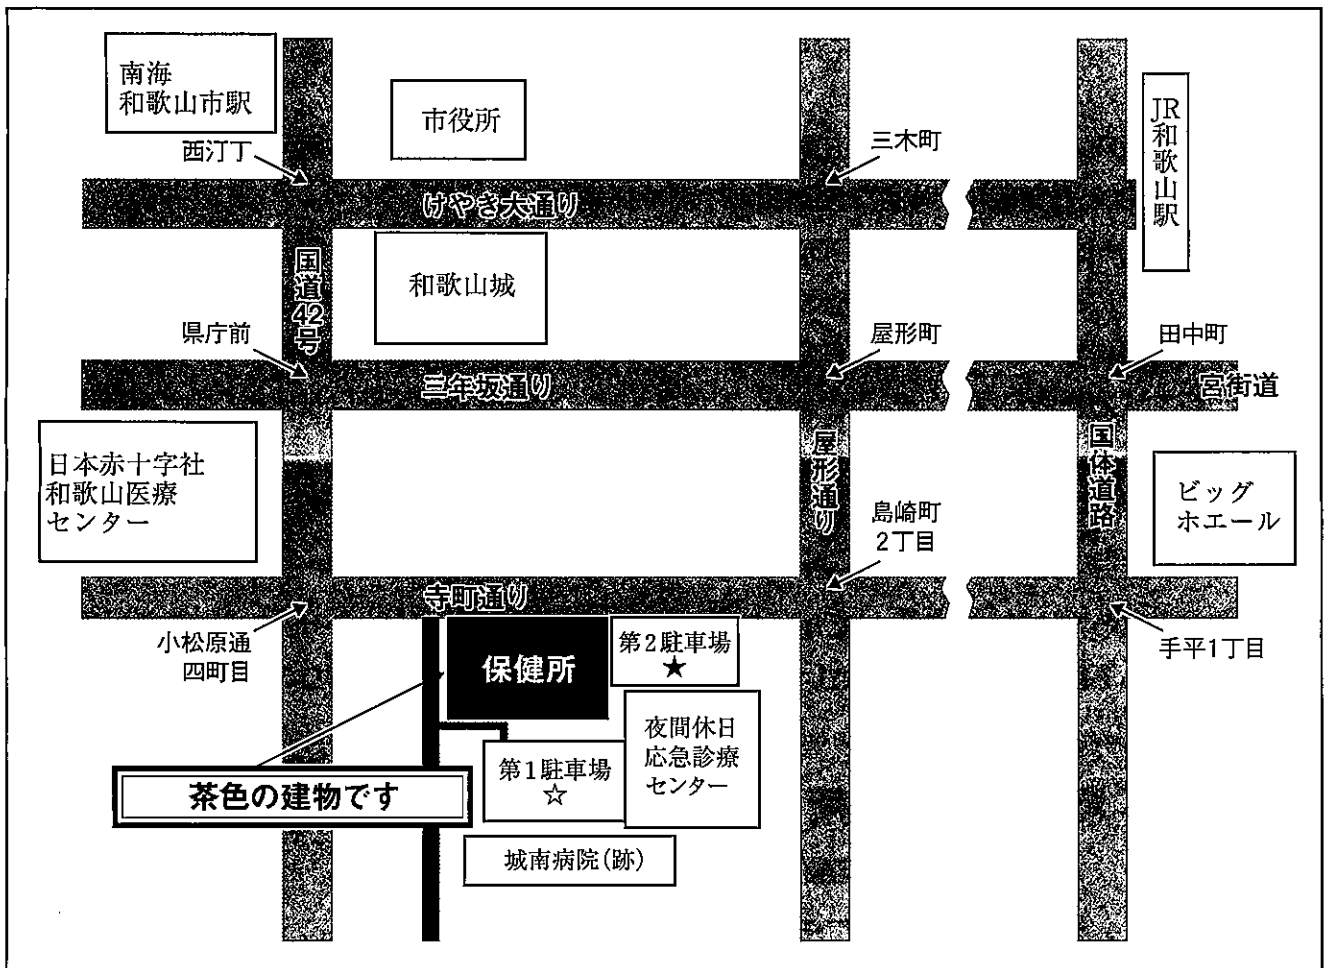 南海
和歌山市駅
市役所
JR和歌山駅
西汀丁
三木町
けやき大通り
国道42号
和歌山城
県庁前
屋形町
田中町
三年坂通り
宮街道
日本赤十字社
和歌山医療
センター
屋形通り
国体道路
ビッグ
ホエール
島崎町
2丁目
寺町通り
小松原通
四町目
保健所
第2駐車場
★
手平1丁目
夜間休日
応急診療
センター
第1駐車場
☆
茶色の建物です
城南病院(跡)